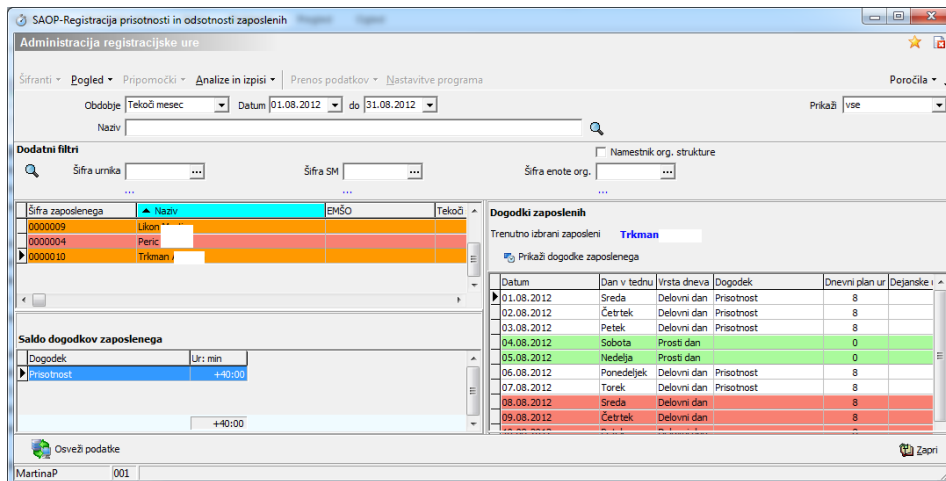 SAOP-Registracija prisotnosti in odsotnosti zaposlenih
Administracija registracijske ure
Šifranti Pogled Pripomočki Analize in izpisi Prenos podatkov Nastavitve programa Poročila
Obdobje Tekoči mesec Datum 01.08.2012 do 31.08.2012 Prikaži vse
Naziv
Dodatni filtri
Namestnik org. strukture
Šifra urnika ... Šifra SM ... Šifra enote org. ...
... ... ...
Šifra zaposlenega Naziv EMŠO Tekoči
0000009 Likon
0000004 Peric
0000010 Trkman
Saldo dogodkov zaposlenega
Dogodek Ur: min
Prisotnost +40:00
+40:00
Dogodki zaposlenih
Trenutno izbrani zaposleni Trkman
Prikaži dogodke zaposlenega
Datum Dan v tednu Vrsta dneva Dogodek Dnevni plan ur Dejanske
01.08.2012 Sreda Delovni dan Prisotnost 8
02.08.2012 Četrtek Delovni dan Prisotnost 8
03.08.2012 Petek Delovni dan Prisotnost 8
04.08.2012 Sobota Prosti dan 0
05.08.2012 Nedelja Prosti dan 0
06.08.2012 Ponedeljek Delovni dan Prisotnost 8
07.08.2012 Torek Delovni dan Prisotnost 8
08.08.2012 Sreda Delovni dan 8
09.08.2012 Četrtek Delovni dan 8
Osveži podatke Zapri
MartinaP 001